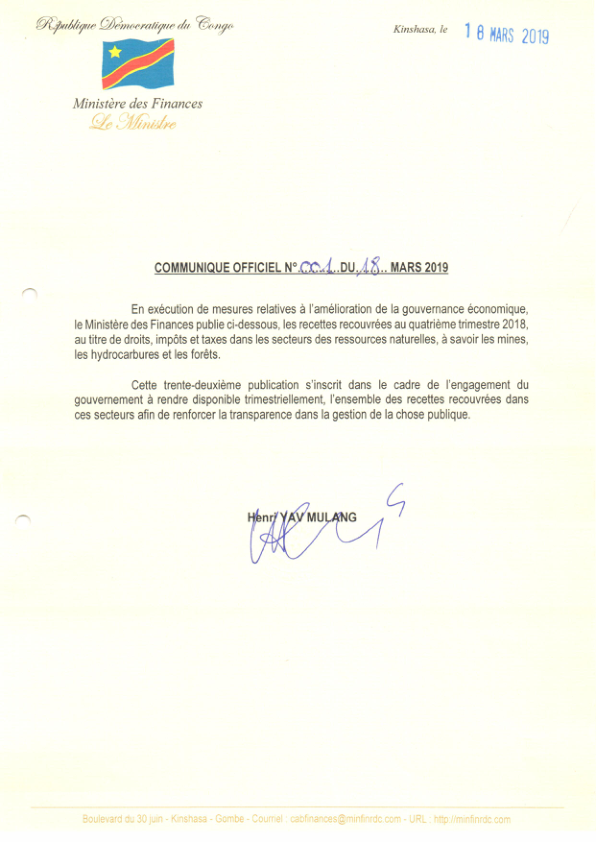 République Démocratique du Congo
Kinshasa, le 18 MARS 2019
Ministère des Finances
Le Ministre
COMMUNIQUE OFFICIEL N° 001 DU 18 MARS 2019
En exécution de mesures relatives à l'amélioration de la gouvernance économique,
le Ministère des Finances publie ci-dessous, les recettes recouvrées au quatrième trimestre 2018,
au titre de droits, impôts et taxes dans les secteurs des ressources naturelles, à savoir les mines,
les hydrocarbures et les forêts.
Cette trente-deuxième publication s'inscrit dans le cadre de l'engagement du
gouvernement à rendre disponible trimestriellement, l'ensemble des recettes recouvrées dans
ces secteurs afin de renforcer la transparence dans la gestion de la chose publique.
Henri YAV MULANG
Boulevard du 30 juin - Kinshasa - Gombe - Courriel : cabfinances@minfinrdc.com - URL : http://minfinrdc.com